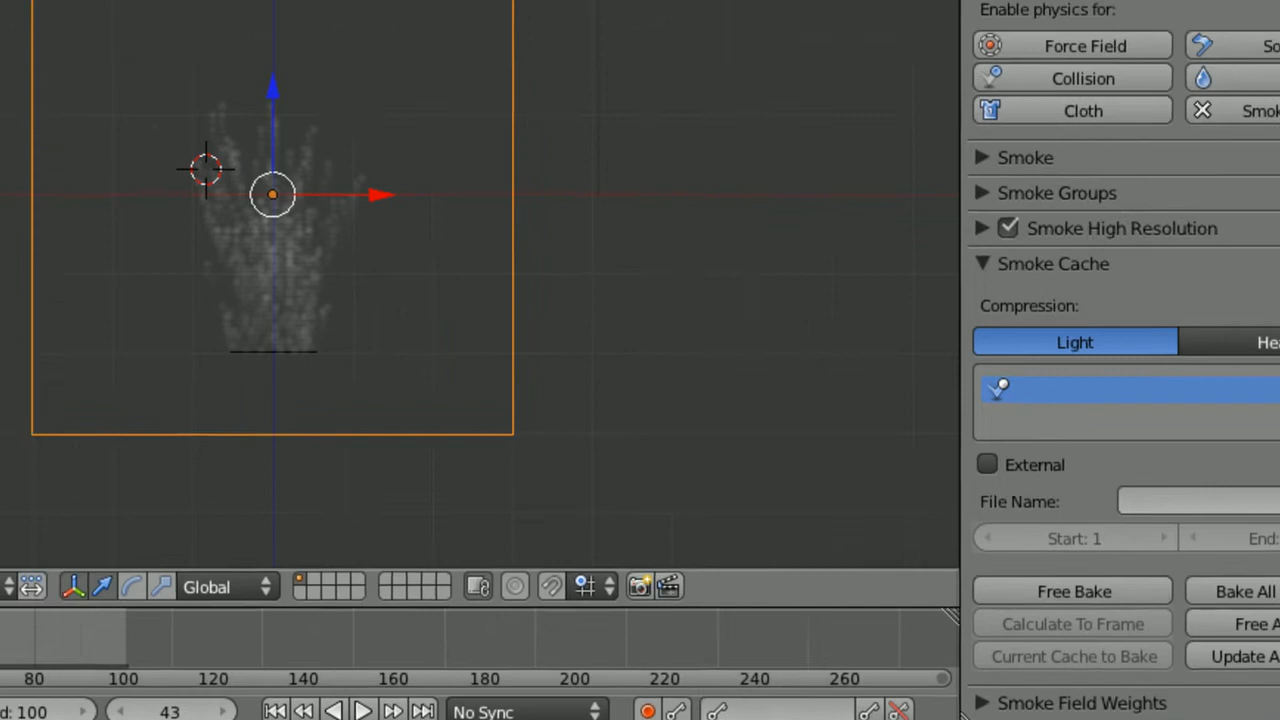 Enable physics for:
Force Field
So
Collision
Cloth
Smok
Smoke
Smoke Groups
Smoke High Resolution
Smoke Cache
Compression:
Light
Hea
External
File Name:
Start: 1
End:
Free Bake
Bake All
Calculate To Frame
Free A
Current Cache to Bake
Update A
Smoke Field Weights
Global
80 100 120 140 160 180 200 220 240 260
d: 100
43
No Sync